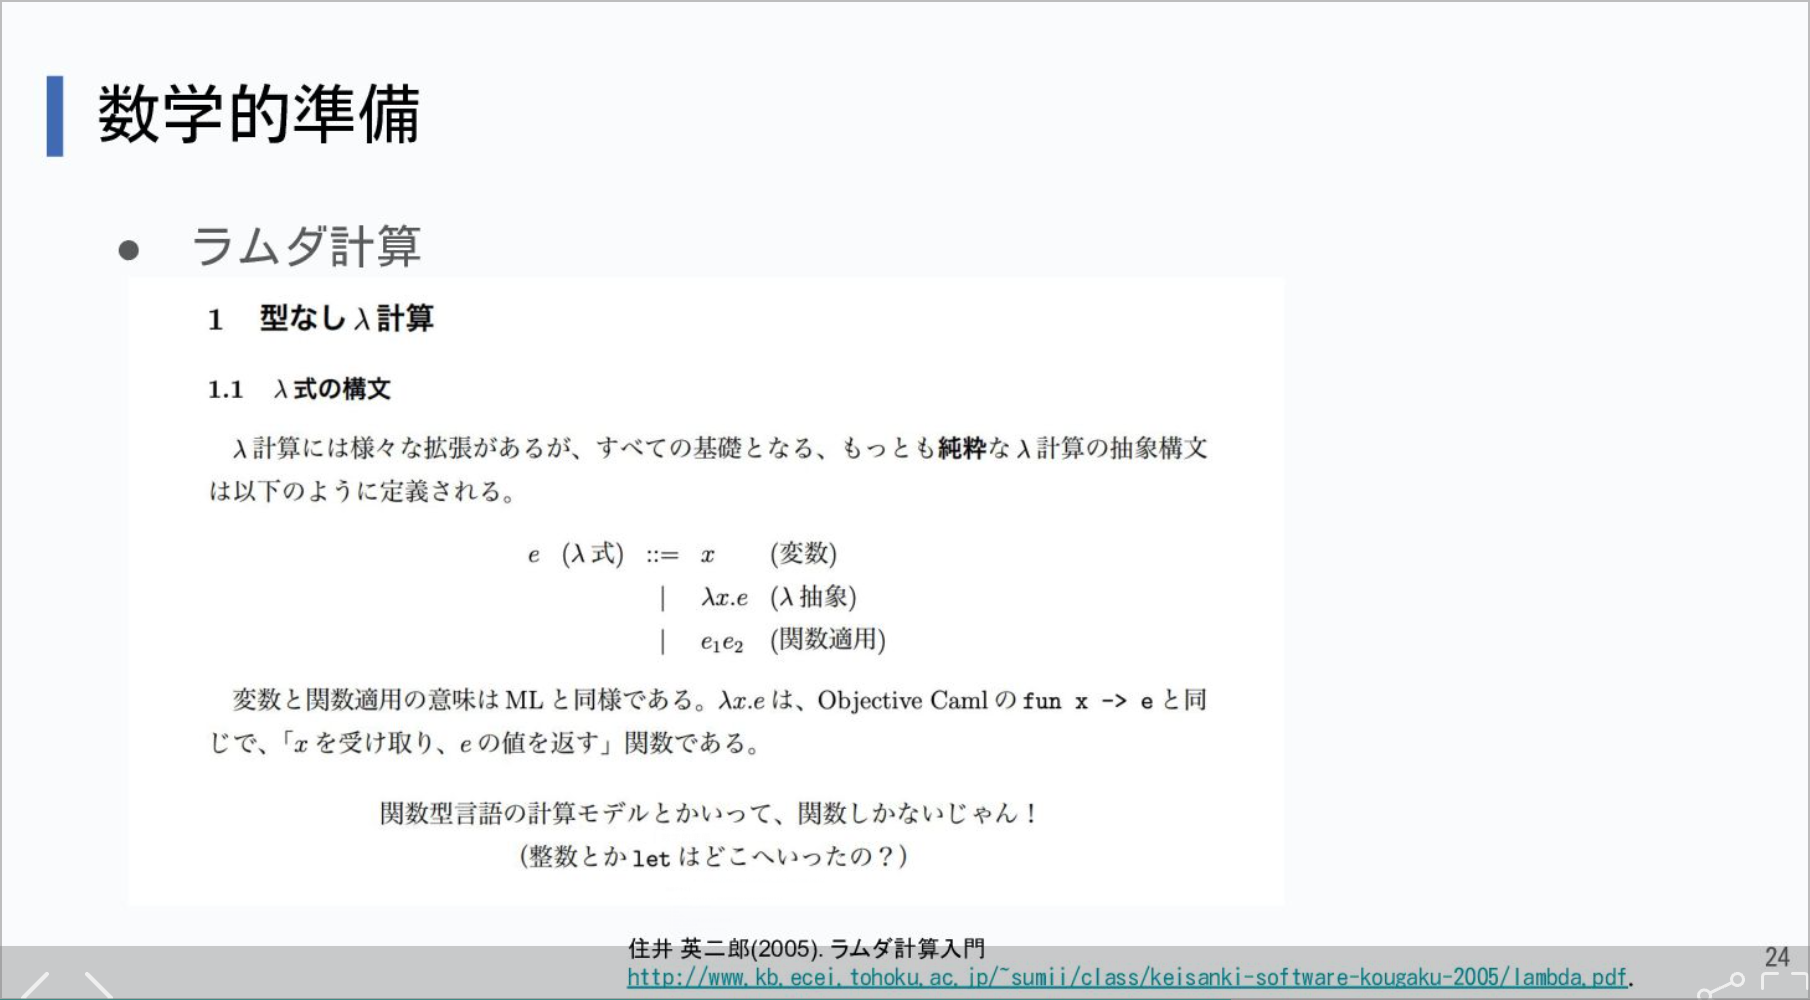 数学的準備
● ラムダ計算
1 型なし λ 計算
1.1 λ 式の構文
λ 計算には様々な拡張があるが、すべての基礎となる、もっとも純粋な λ 計算の抽象構文
は以下のように定義される。
e (λ 式) ::= x (変数)
| λx.e (λ 抽象)
| e₁e₂ (関数適用)
変数と関数適用の意味は ML と同様である。λx.e は、Objective Caml の fun x -> e と同
じで、「x を受け取り、e の値を返す」関数である。
関数型言語の計算モデルとかいって、関数しかないじゃん！
（整数とか let はどこへいったの？）
住井 英二郎(2005). ラムダ計算入門
http://www.kb.ecei.tohoku.ac.jp/~sumii/class/keisanki-software-kougaku-2005/lambda.pdf.
24